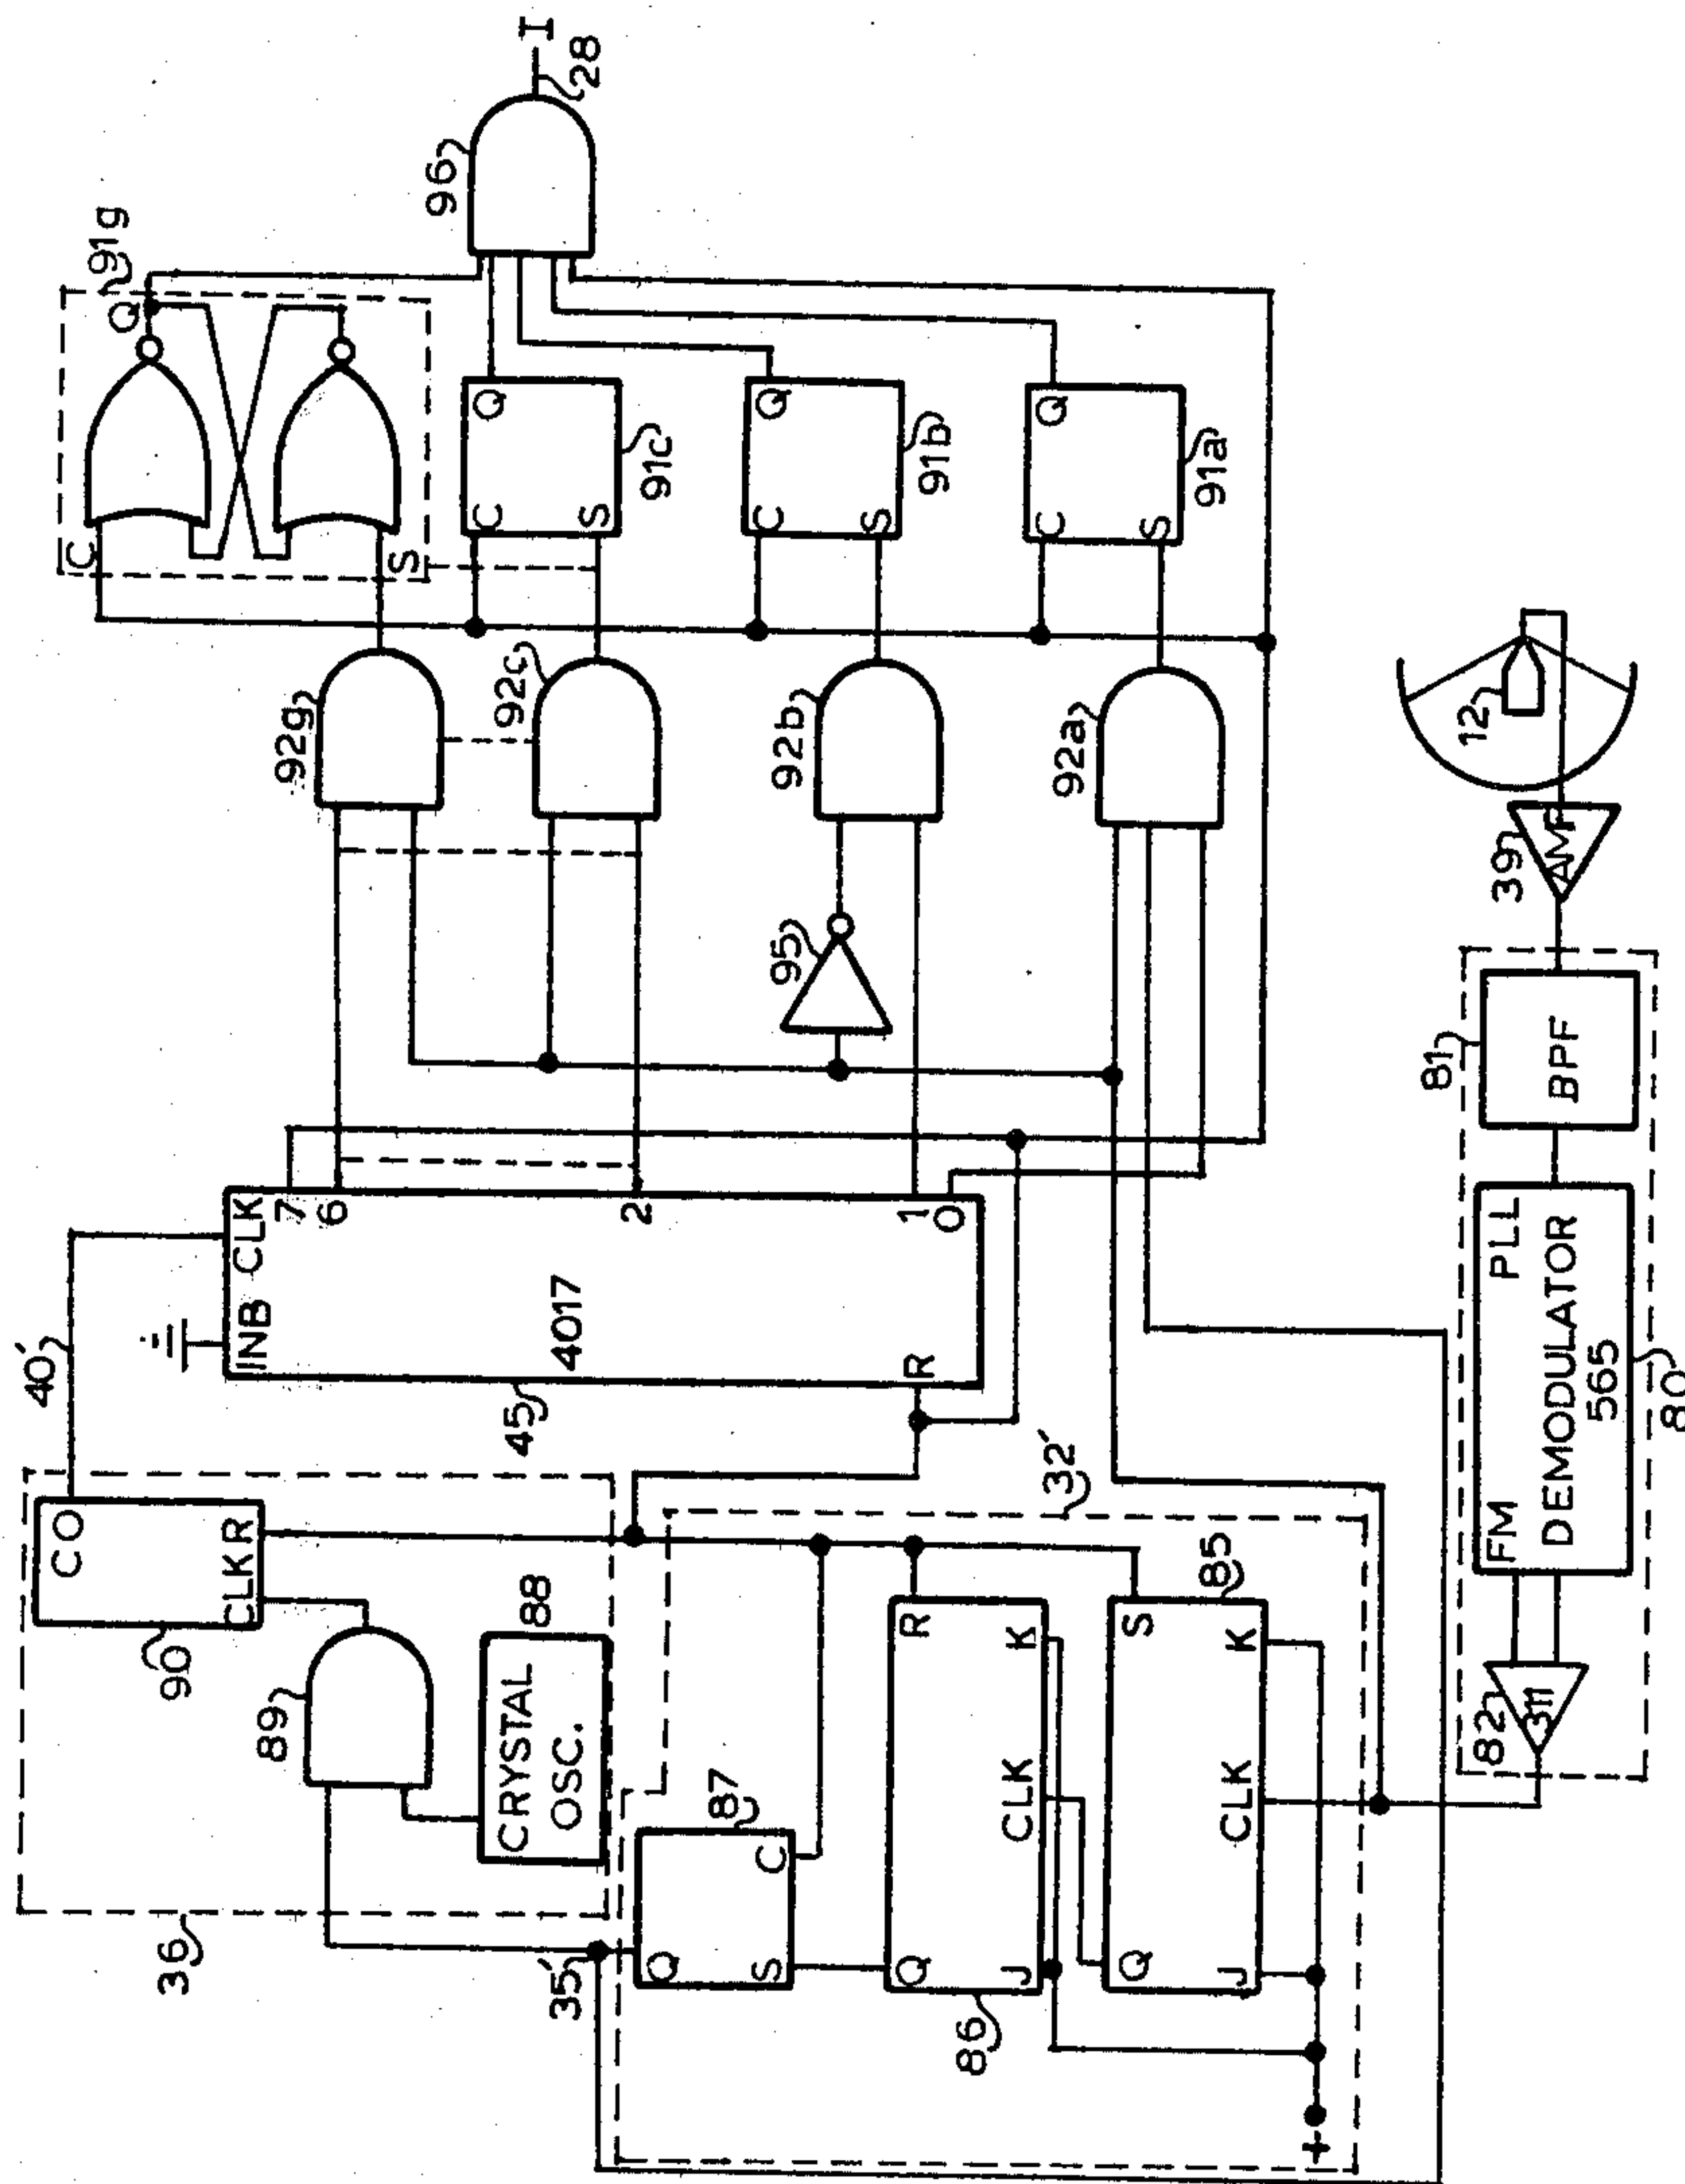 36
90
CO
CLK R
40'
89
CRYSTAL
OSC.
88
35'
Q
S
C
87
INB CLK
7
6
2
1
0
4017
R
45
32'
Q
R
J
CLK
K
86
Q
S
J
CLK
K
85
+
92g
92c
95
92b
92a
C
S
Q
91g
C
S
Q
91c
C
S
Q
91b
C
S
Q
91a
96
28
I
82
311
FM PLL
DEMODULATOR
565
80
81
BPF
39
AMP
12